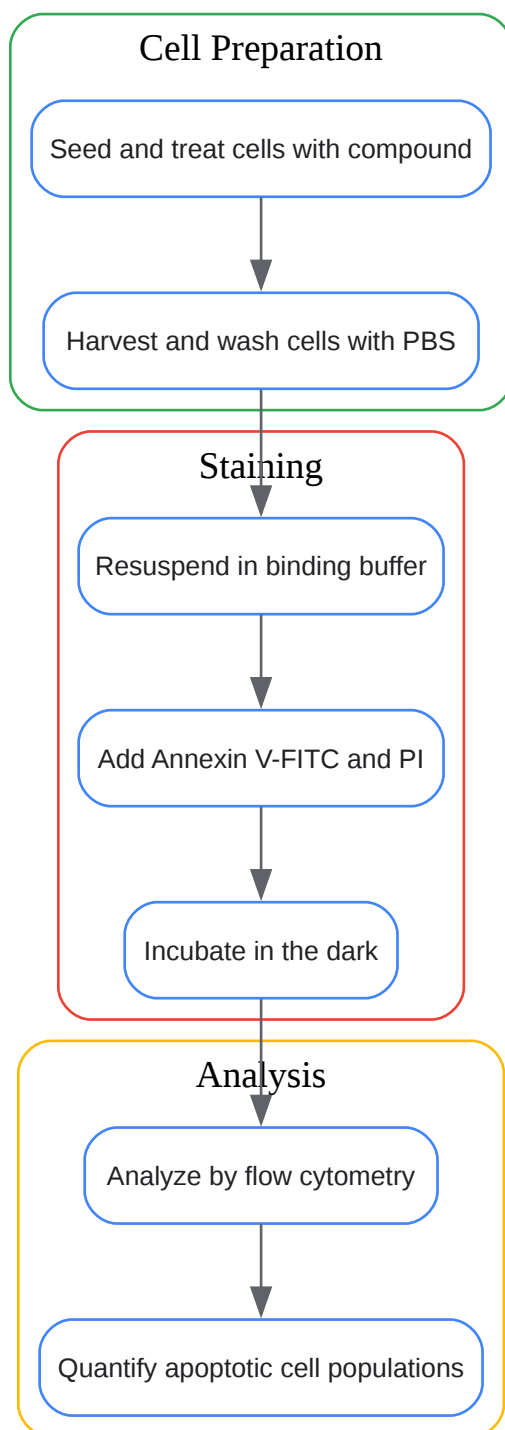 Cell Preparation
Seed and treat cells with compound
Harvest and wash cells with PBS
Staining
Resuspend in binding buffer
Add Annexin V-FITC and PI
Incubate in the dark
Analysis
Analyze by flow cytometry
Quantify apoptotic cell populations